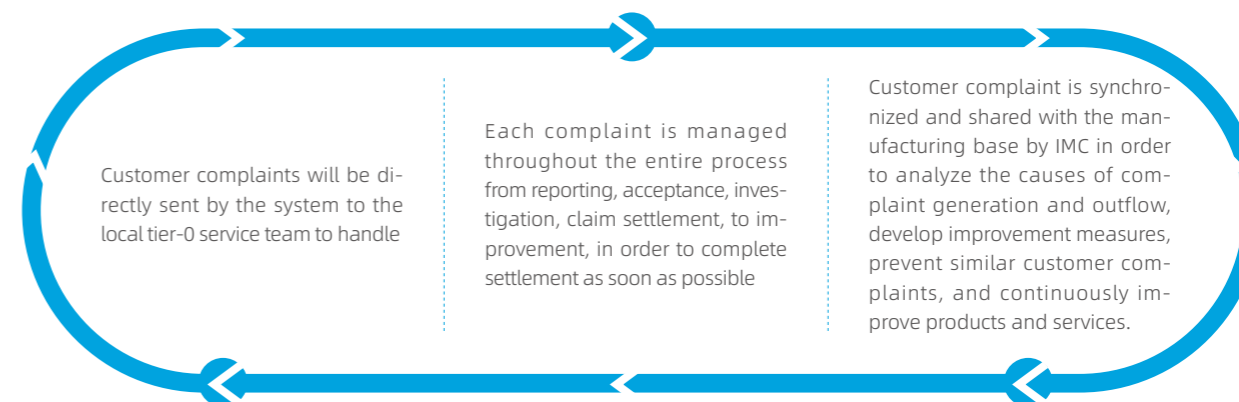 Customer complaints will be di-
rectly sent by the system to the
local tier-0 service team to handle
Each complaint is managed
throughout the entire process
from reporting, acceptance, inves-
tigation, claim settlement, to im-
provement, in order to complete
settlement as soon as possible
Customer complaint is synchro-
nized and shared with the man-
ufacturing base by IMC in order
to analyze the causes of com-
plaint generation and outflow,
develop improvement measures,
prevent similar customer com-
plaints, and continuously im-
prove products and services.